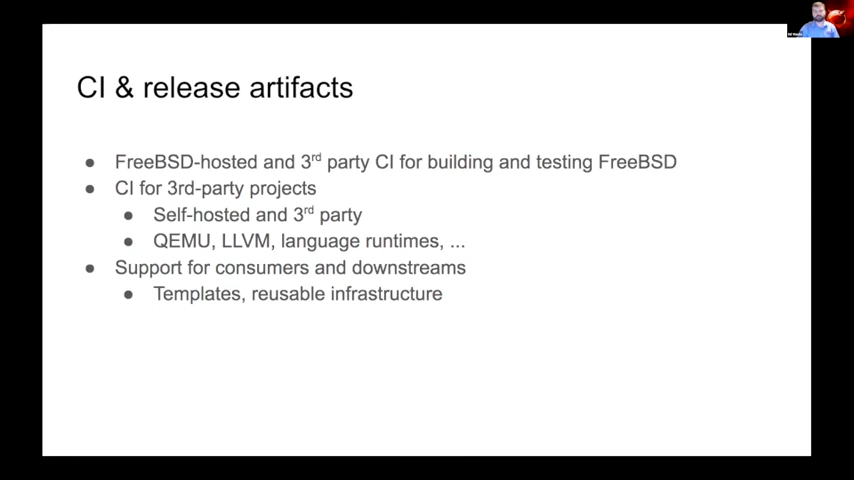 CI & release artifacts
● FreeBSD-hosted and 3rd party CI for building and testing FreeBSD
● CI for 3rd-party projects
● Self-hosted and 3rd party
● QEMU, LLVM, language runtimes, ...
● Support for consumers and downstreams
● Templates, reusable infrastructure